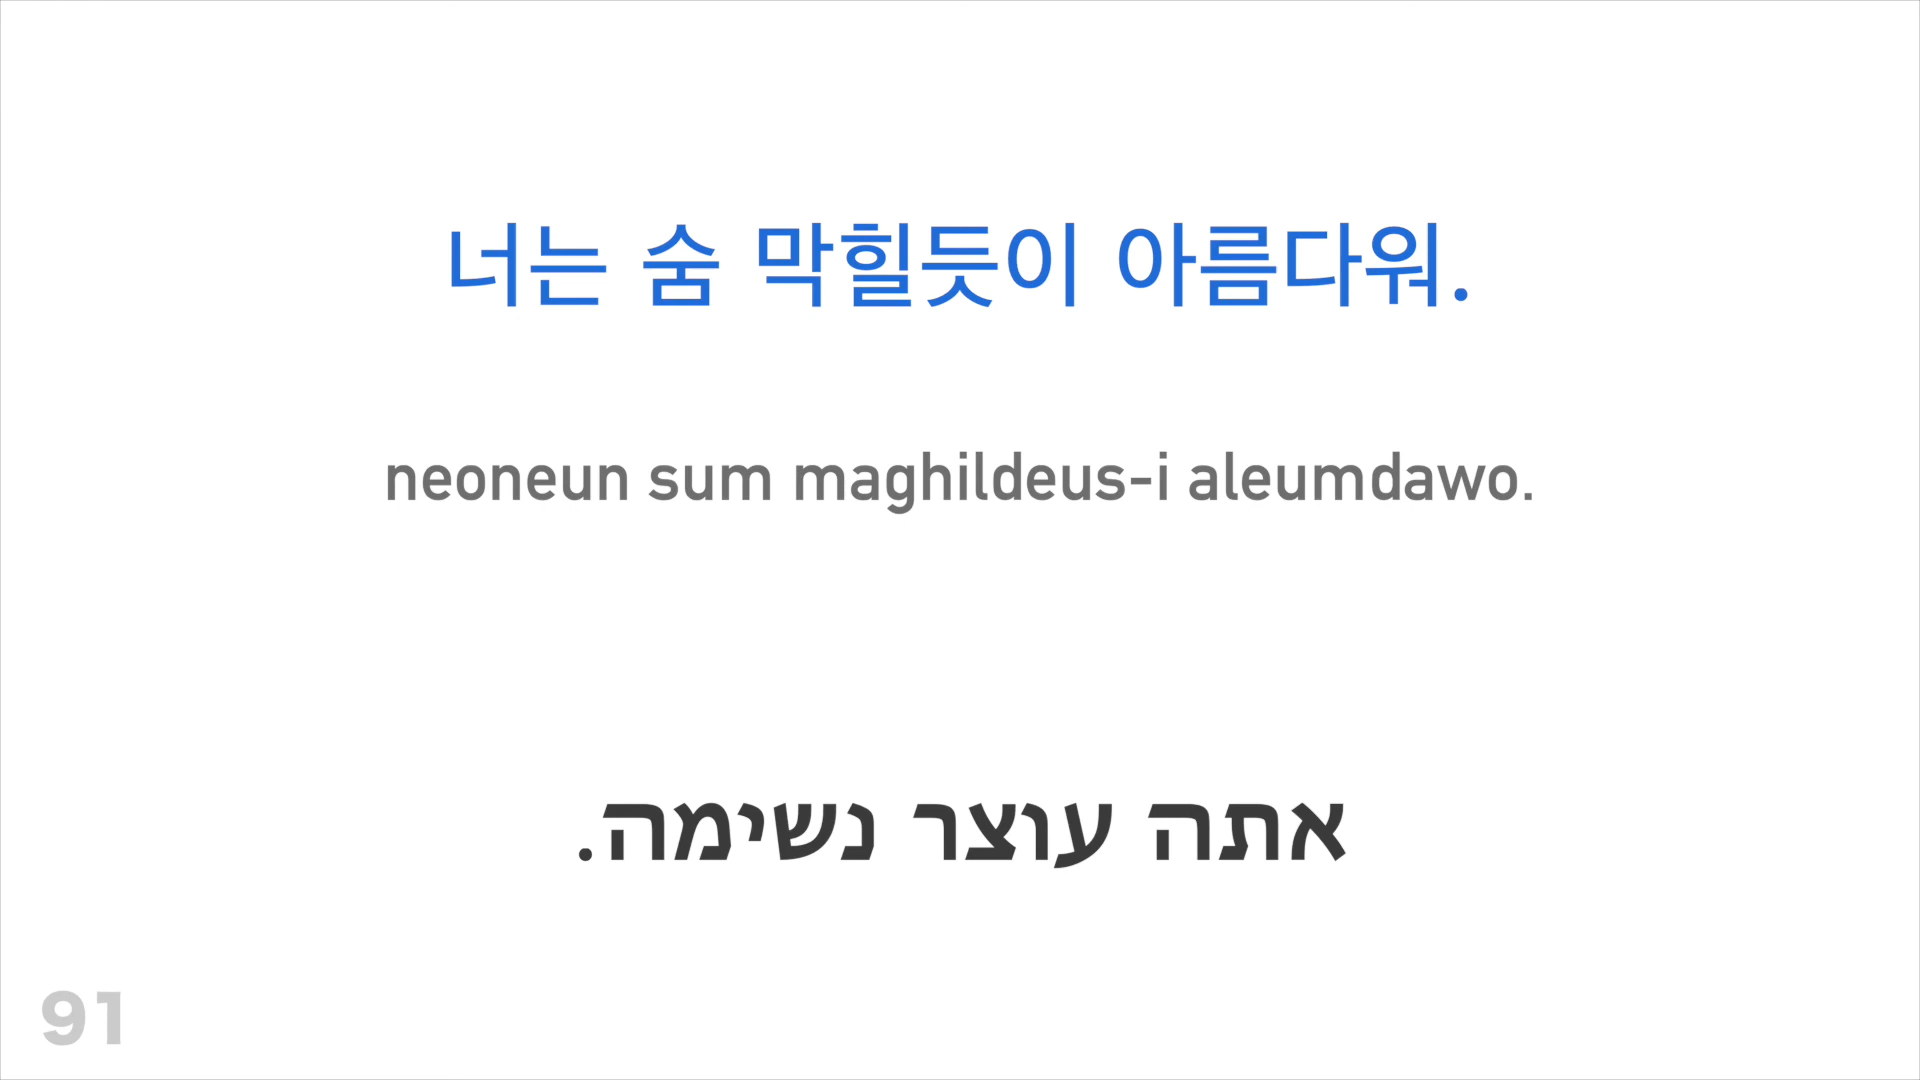 너는 숨 막힐듯이 아름다워.
neoneun sum maghildeus-i aleumdawo.
אתה עוצר נשימה.
91